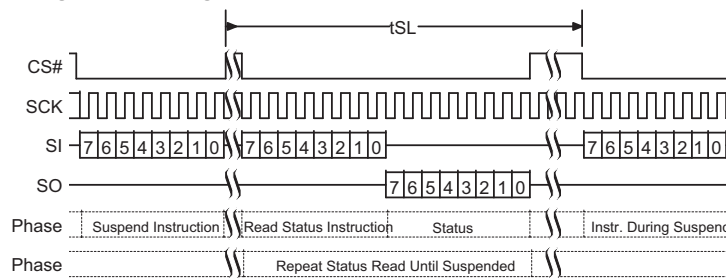 tSL
CS#
SCK
SI 7 6 5 4 3 2 1 0 7 6 5 4 3 2 1 0 7 6 5 4 3 2 1 0
SO 7 6 5 4 3 2 1 0
Phase Suspend Instruction Read Status Instruction Status Instr. During Suspend
Phase Repeat Status Read Until Suspended